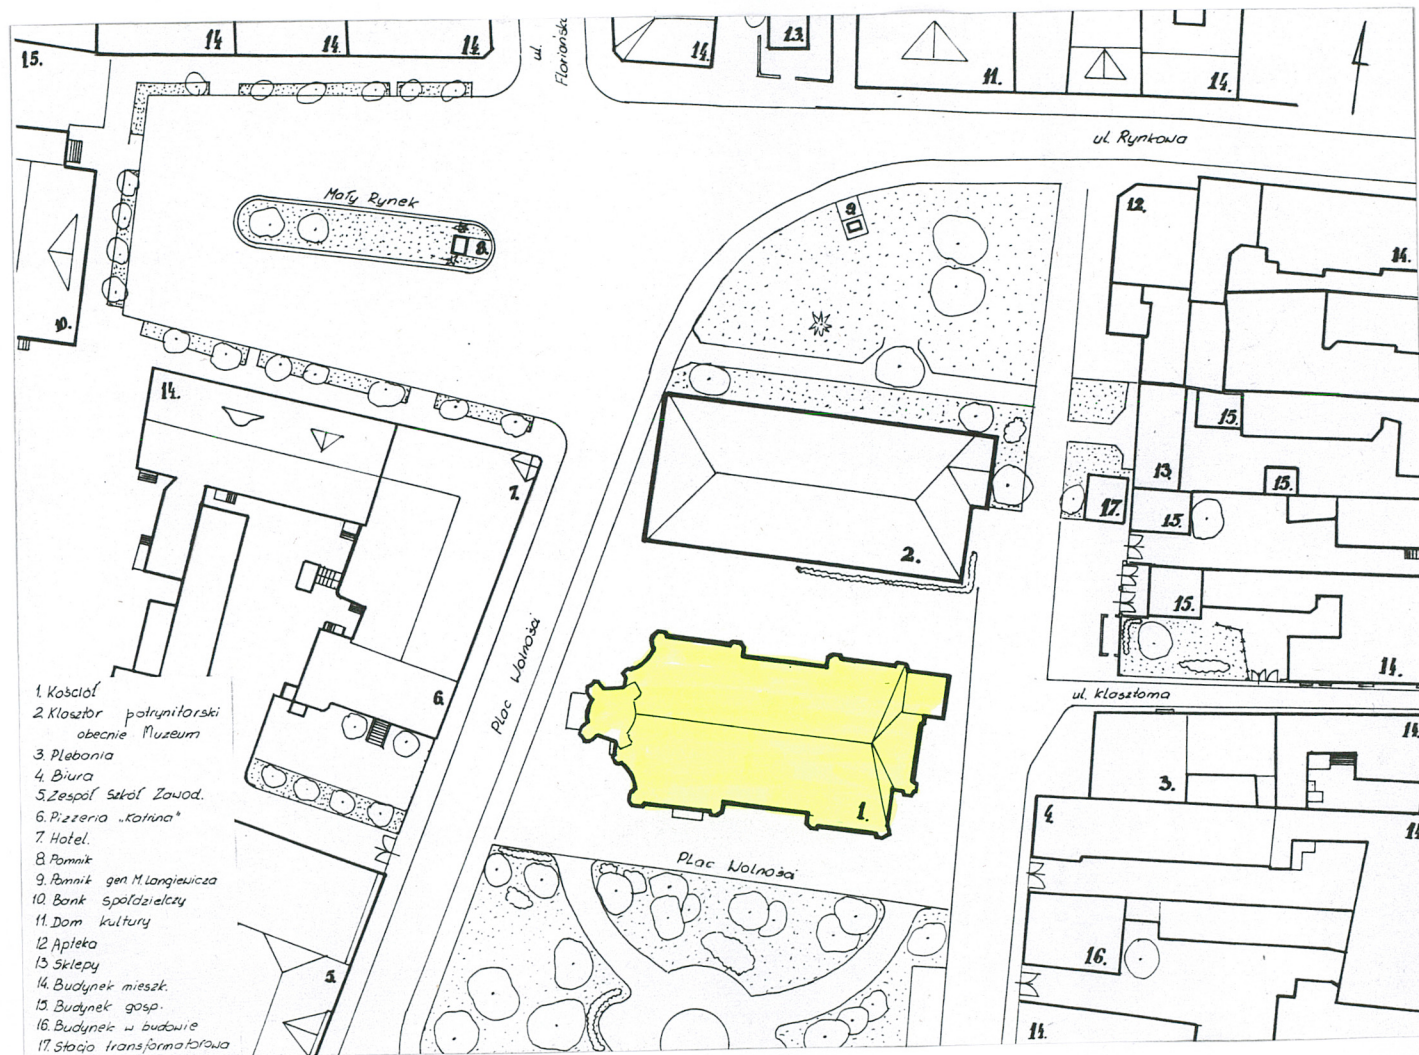 15.
14
14.
14.
ul.
Floriańska
14.
13.
11.
14.
ul. Rynkowa
Mały Rynek
8.
9
12.
14.
10.
14.
7.
15.
13.
15.
17.
15.
2.
15.
14.
Plac Wolności
6.
ul. Klasztorna
14.
3.
1.
4.
14
Plac Wolności
5.
16.
14.
1. Kościół
2. Klasztor potrynitarski
obecnie Muzeum
3. Plebania
4. Biura
5. Zespół Szkół Zawod.
6. Pizzeria „Katrina"
7. Hotel.
8. Pomnik
9. Pomnik gen. M. Langiewicza
10. Bank spółdzielczy
11. Dom kultury
12 Apteka
13 Sklepy
14. Budynek mieszk.
15. Budynek gosp.
16. Budynek w budowie
17. Stacja transformatorowa